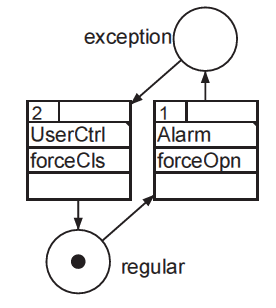 exception
2
UserCtrl
forceCls
1
Alarm
forceOpn
regular